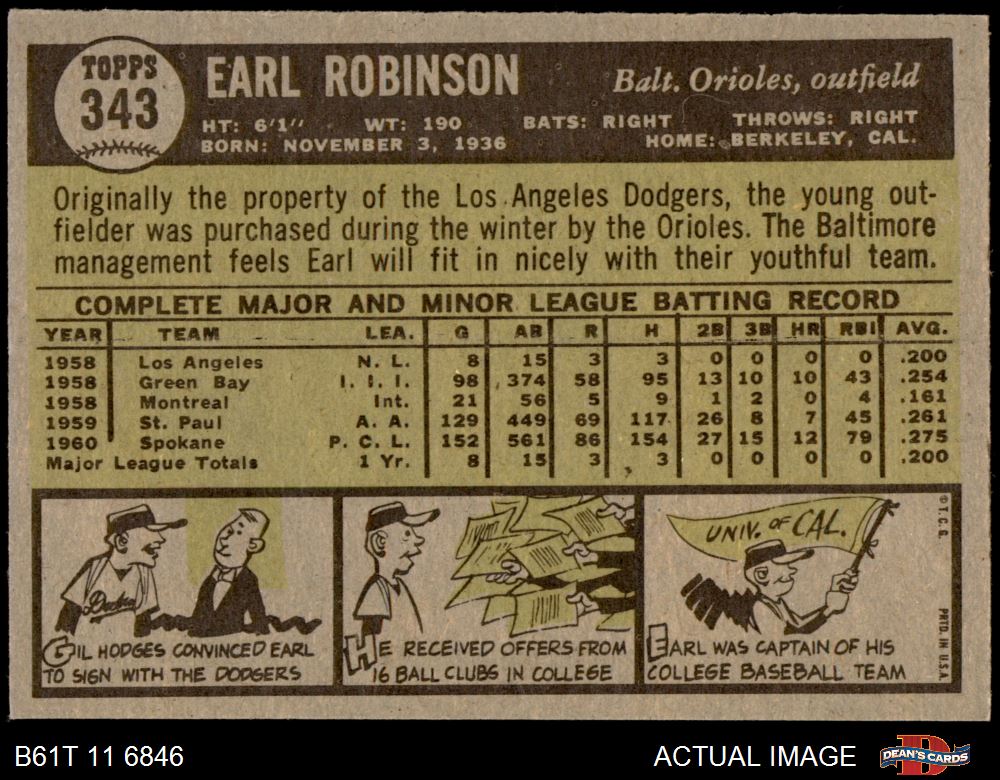 TOPPS
343
EARL ROBINSON
Balt. Orioles, outfield
HT: 6'1" WT: 190 BATS: RIGHT THROWS: RIGHT
BORN: NOVEMBER 3, 1936 HOME: BERKELEY, CAL.
Originally the property of the Los Angeles Dodgers, the young out-
fielder was purchased during the winter by the Orioles. The Baltimore
management feels Earl will fit in nicely with their youthful team.
COMPLETE MAJOR AND MINOR LEAGUE BATTING RECORD
YEAR TEAM LEA. G AB R H 2B 3B HR RBI AVG.
1958 Los Angeles N. L. 8 15 3 3 0 0 0 0 .200
1958 Green Bay I. I. I. 98 374 58 95 13 10 10 43 .254
1958 Montreal Int. 21 56 5 9 1 2 0 4 .161
1959 St. Paul A. A. 129 449 69 117 26 8 7 45 .261
1960 Spokane P. C. L. 152 561 86 154 27 15 12 79 .275
Major League Totals 1 Yr. 8 15 3 3 0 0 0 0 .200
GIL HODGES CONVINCED EARL
TO SIGN WITH THE DODGERS
HE RECEIVED OFFERS FROM
16 BALL CLUBS IN COLLEGE
UNIV. OF CAL.
EARL WAS CAPTAIN OF HIS
COLLEGE BASEBALL TEAM
© T. C. G.
PRTD. IN U.S.A.
B61T 11 6846
ACTUAL IMAGE
DEAN'S CARDS